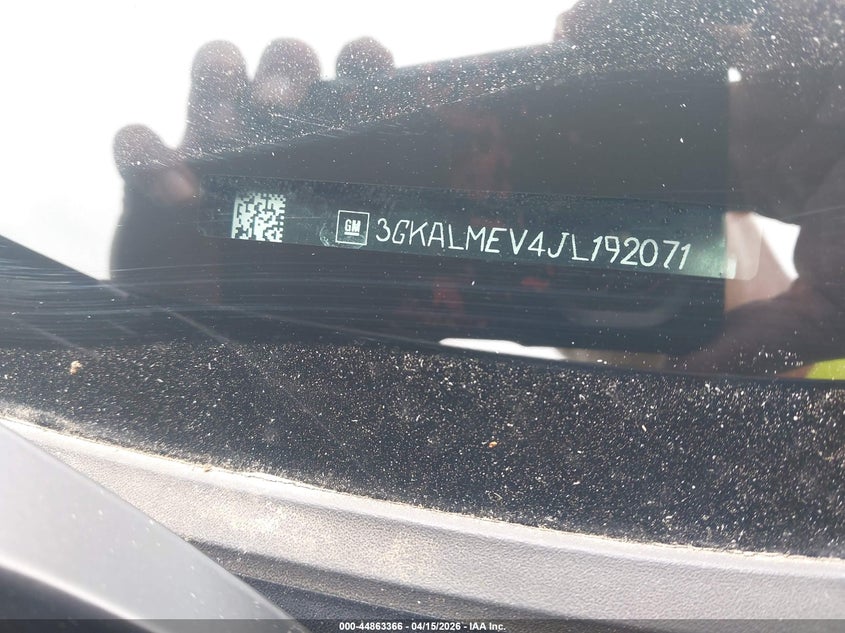 GM 3GKALMEV4JL192071
000-44863366 - 04/15/2026 - IAA Inc.